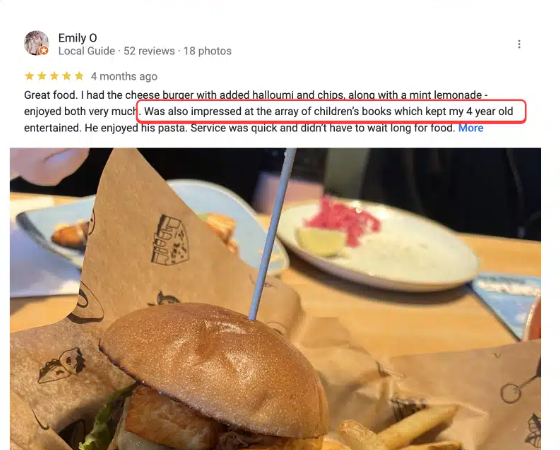 Emily O
Local Guide · 52 reviews · 18 photos
4 months ago
Great food. I had the cheese burger with added halloumi and chips, along with a mint lemonade -
enjoyed both very much. Was also impressed at the array of children's books which kept my 4 year old
entertained. He enjoyed his pasta. Service was quick and didn't have to wait long for food. More